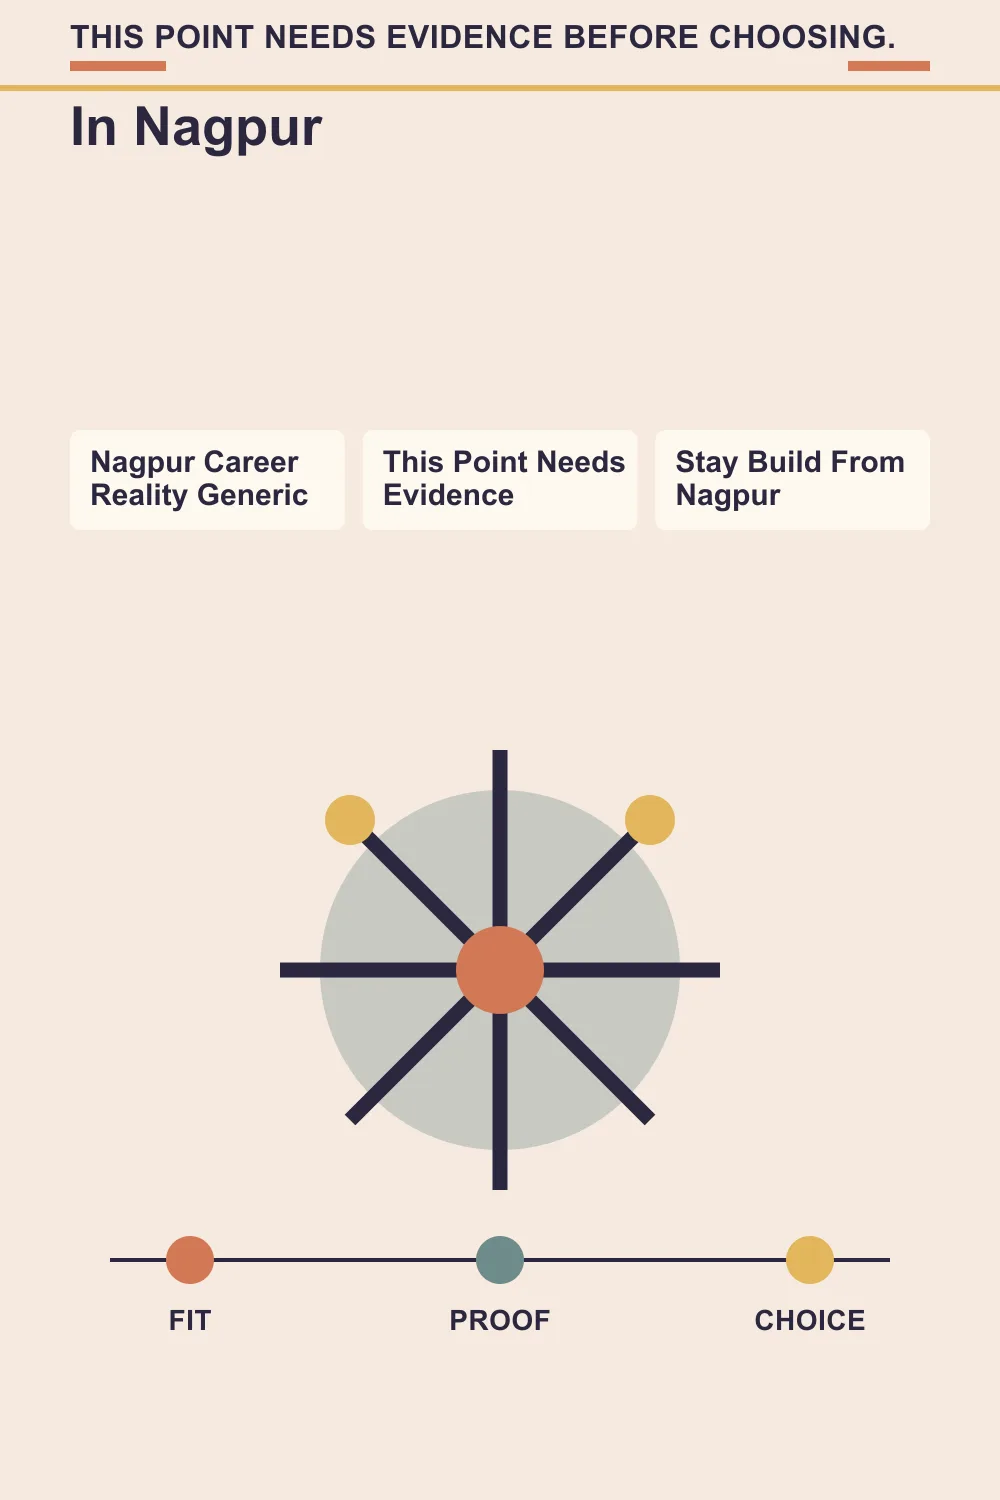 THIS POINT NEEDS EVIDENCE BEFORE CHOOSING.
In Nagpur
Nagpur Career
Reality Generic
This Point Needs
Evidence
Stay Build From
Nagpur
FIT
PROOF
CHOICE